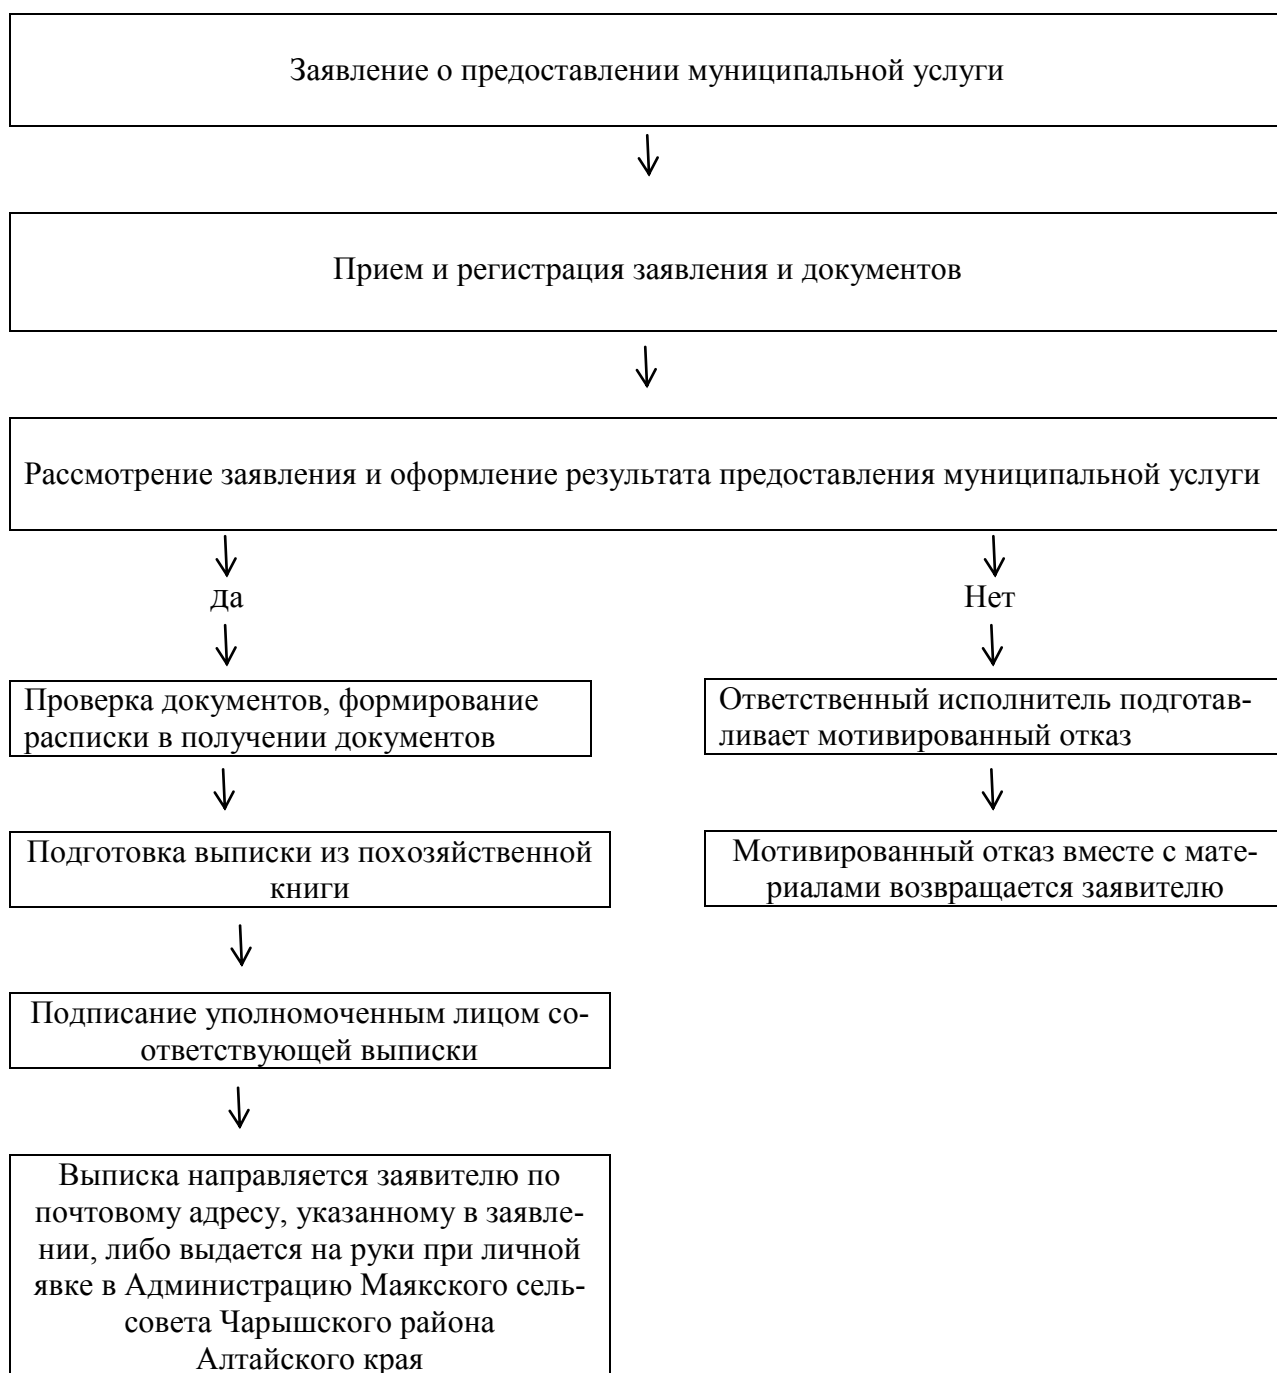 Заявление о предоставлении муниципальной услуги
Прием и регистрация заявления и документов
Рассмотрение заявления и оформление результата предоставления муниципальной услуги
да
Нет
Проверка документов, формирование
расписки в получении документов
Ответственный исполнитель подготав-
ливает мотивированный отказ
Подготовка выписки из похозяйственной
книги
Мотивированный отказ вместе с мате-
риалами возвращается заявителю
Подписание уполномоченным лицом со-
ответствующей выписки
Выписка направляется заявителю по
почтовому адресу, указанному в заявле-
нии, либо выдается на руки при личной
явке в Администрацию Маякского сель-
совета Чарышского района
Алтайского края